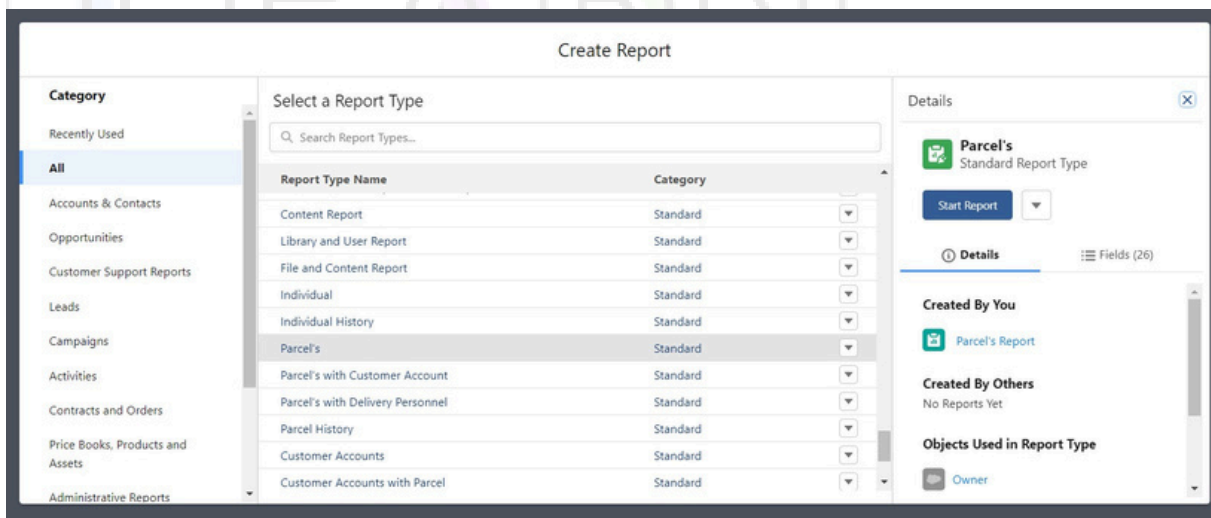 Create Report
Category
Recently Used
All
Accounts & Contacts
Opportunities
Customer Support Reports
Leads
Campaigns
Activities
Contracts and Orders
Price Books, Products and
Assets
Administrative Reports
Select a Report Type
Search Report Types...
Report Type Name Category
Content Report Standard
Library and User Report Standard
File and Content Report Standard
Individual Standard
Individual History Standard
Parcel's Standard
Parcel's with Customer Account Standard
Parcel's with Delivery Personnel Standard
Parcel History Standard
Customer Accounts Standard
Customer Accounts with Parcel Standard
Details
Parcel's
Standard Report Type
Start Report
Details Fields (26)
Created By You
Parcel's Report
Created By Others
No Reports Yet
Objects Used in Report Type
Owner